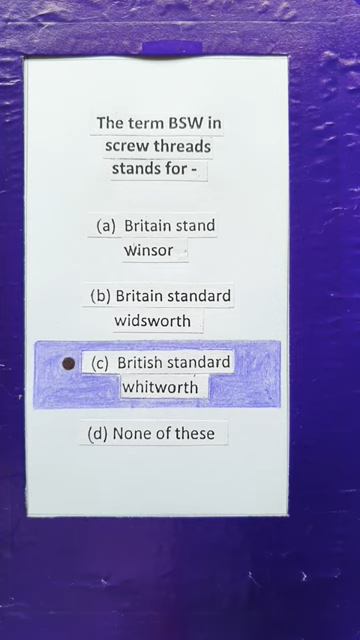 The term BSW in
screw threads
stands for -
(a) Britain stand
Winsor
(b) Britain standard
widsworth
(c) British standard
whitworth
(d) None of these